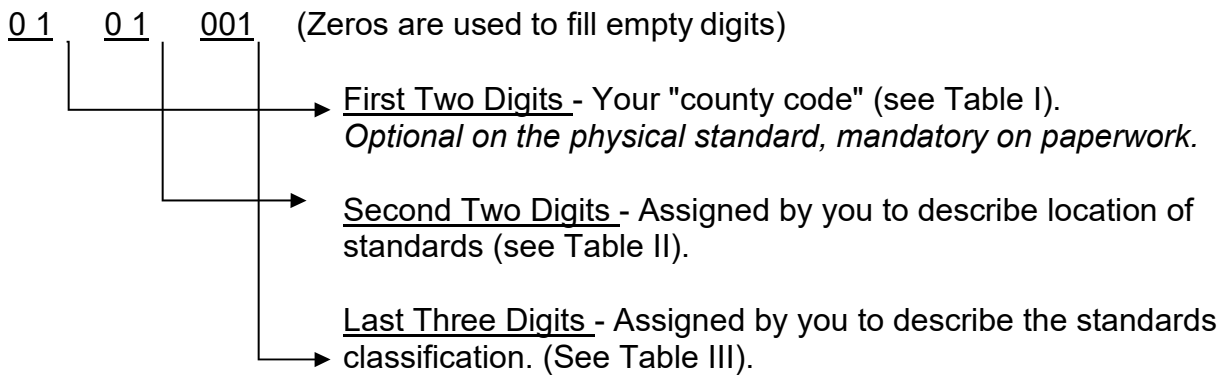 0 1 0 1 001 (Zeros are used to fill empty digits)
First Two Digits - Your "county code" (see Table I).
Optional on the physical standard, mandatory on paperwork.
Second Two Digits - Assigned by you to describe location of
standards (see Table II).
Last Three Digits - Assigned by you to describe the standards
classification. (See Table III).